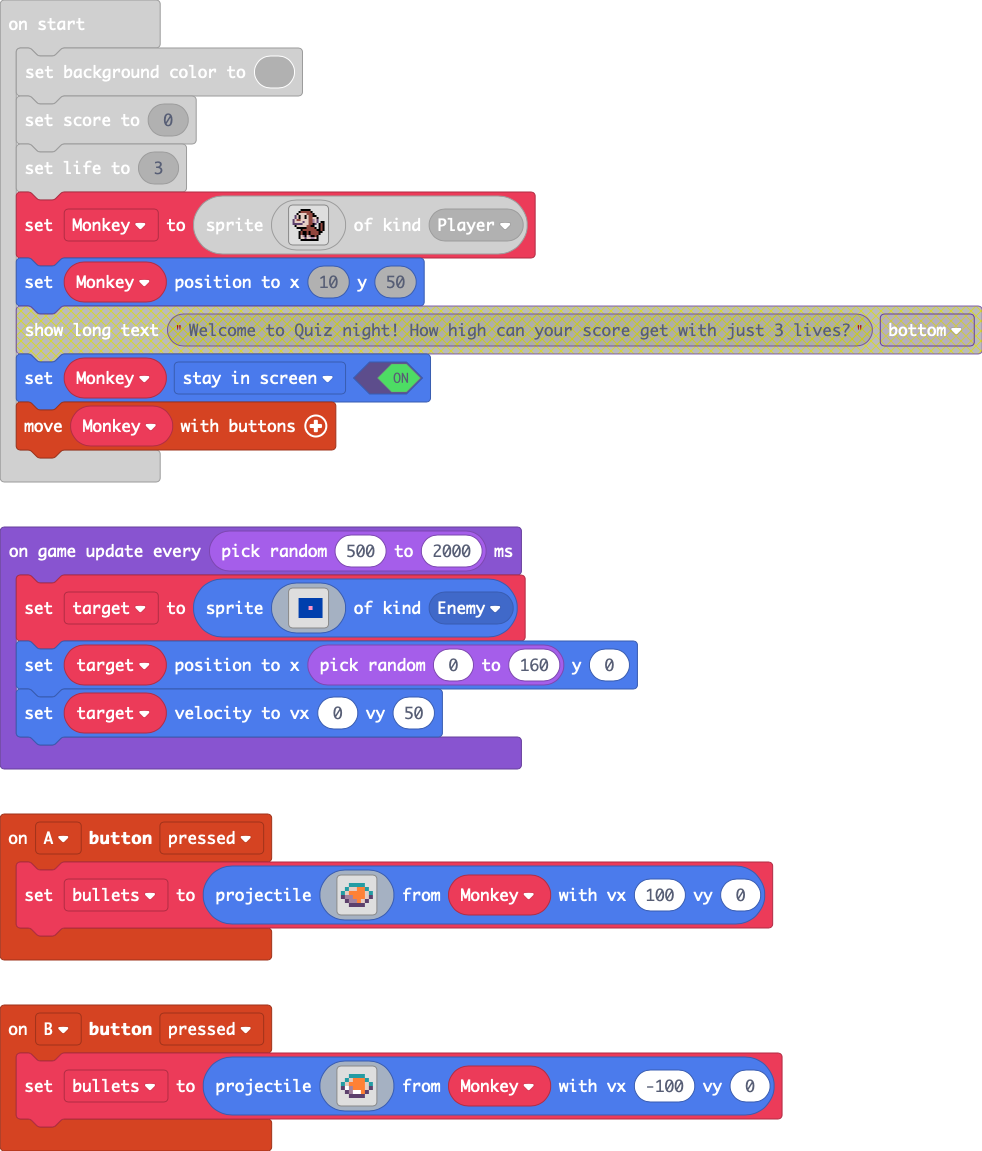 on start
set background color to
set score to 0
set life to 3
set Monkey to sprite of kind Player
set Monkey position to x 10 y 50
show long text " Welcome to Quiz night! How high can your score get with just 3 lives? " bottom
set Monkey stay in screen ON
move Monkey with buttons
on game update every pick random 500 to 2000 ms
set target to sprite of kind Enemy
set target position to x pick random 0 to 160 y 0
set target velocity to vx 0 vy 50
on A button pressed
set bullets to projectile from Monkey with vx 100 vy 0
on B button pressed
set bullets to projectile from Monkey with vx -100 vy 0